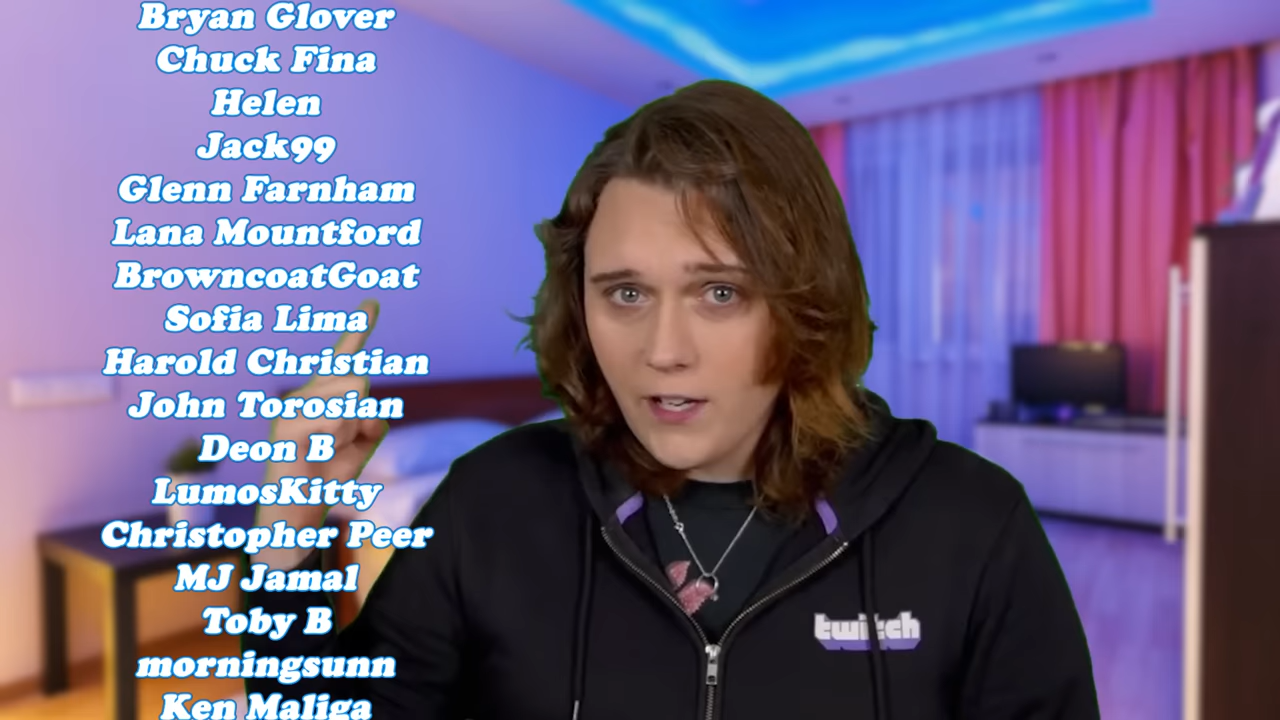 Bryan Glover
Chuck Fina
Helen
Jack99
Glenn Farnham
Lana Mountford
BrowncoatGoat
Sofia Lima
Harold Christian
John Torosian
Deon B
LumosKitty
Christopher Peer
MJ Jamal
Toby B
morningsunn
Ken Maliga
twitch